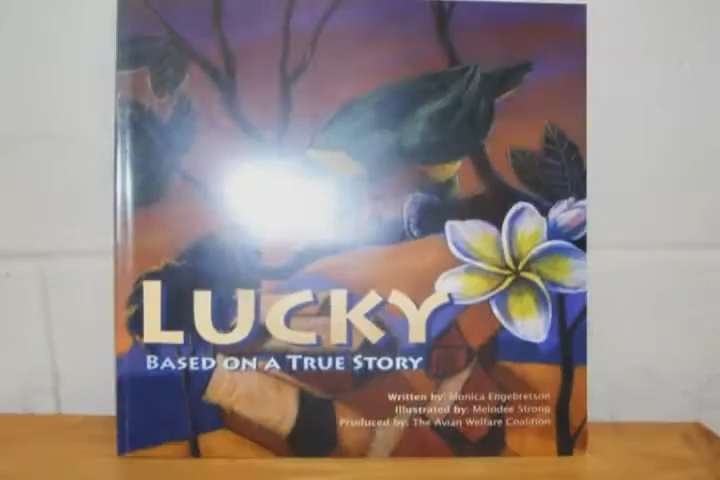 LUCKY
BASED ON A TRUE STORY
Written by: Monica Engebretson
Illustrated by: Melodee Strong
Produced by: The Avian Welfare Coalition